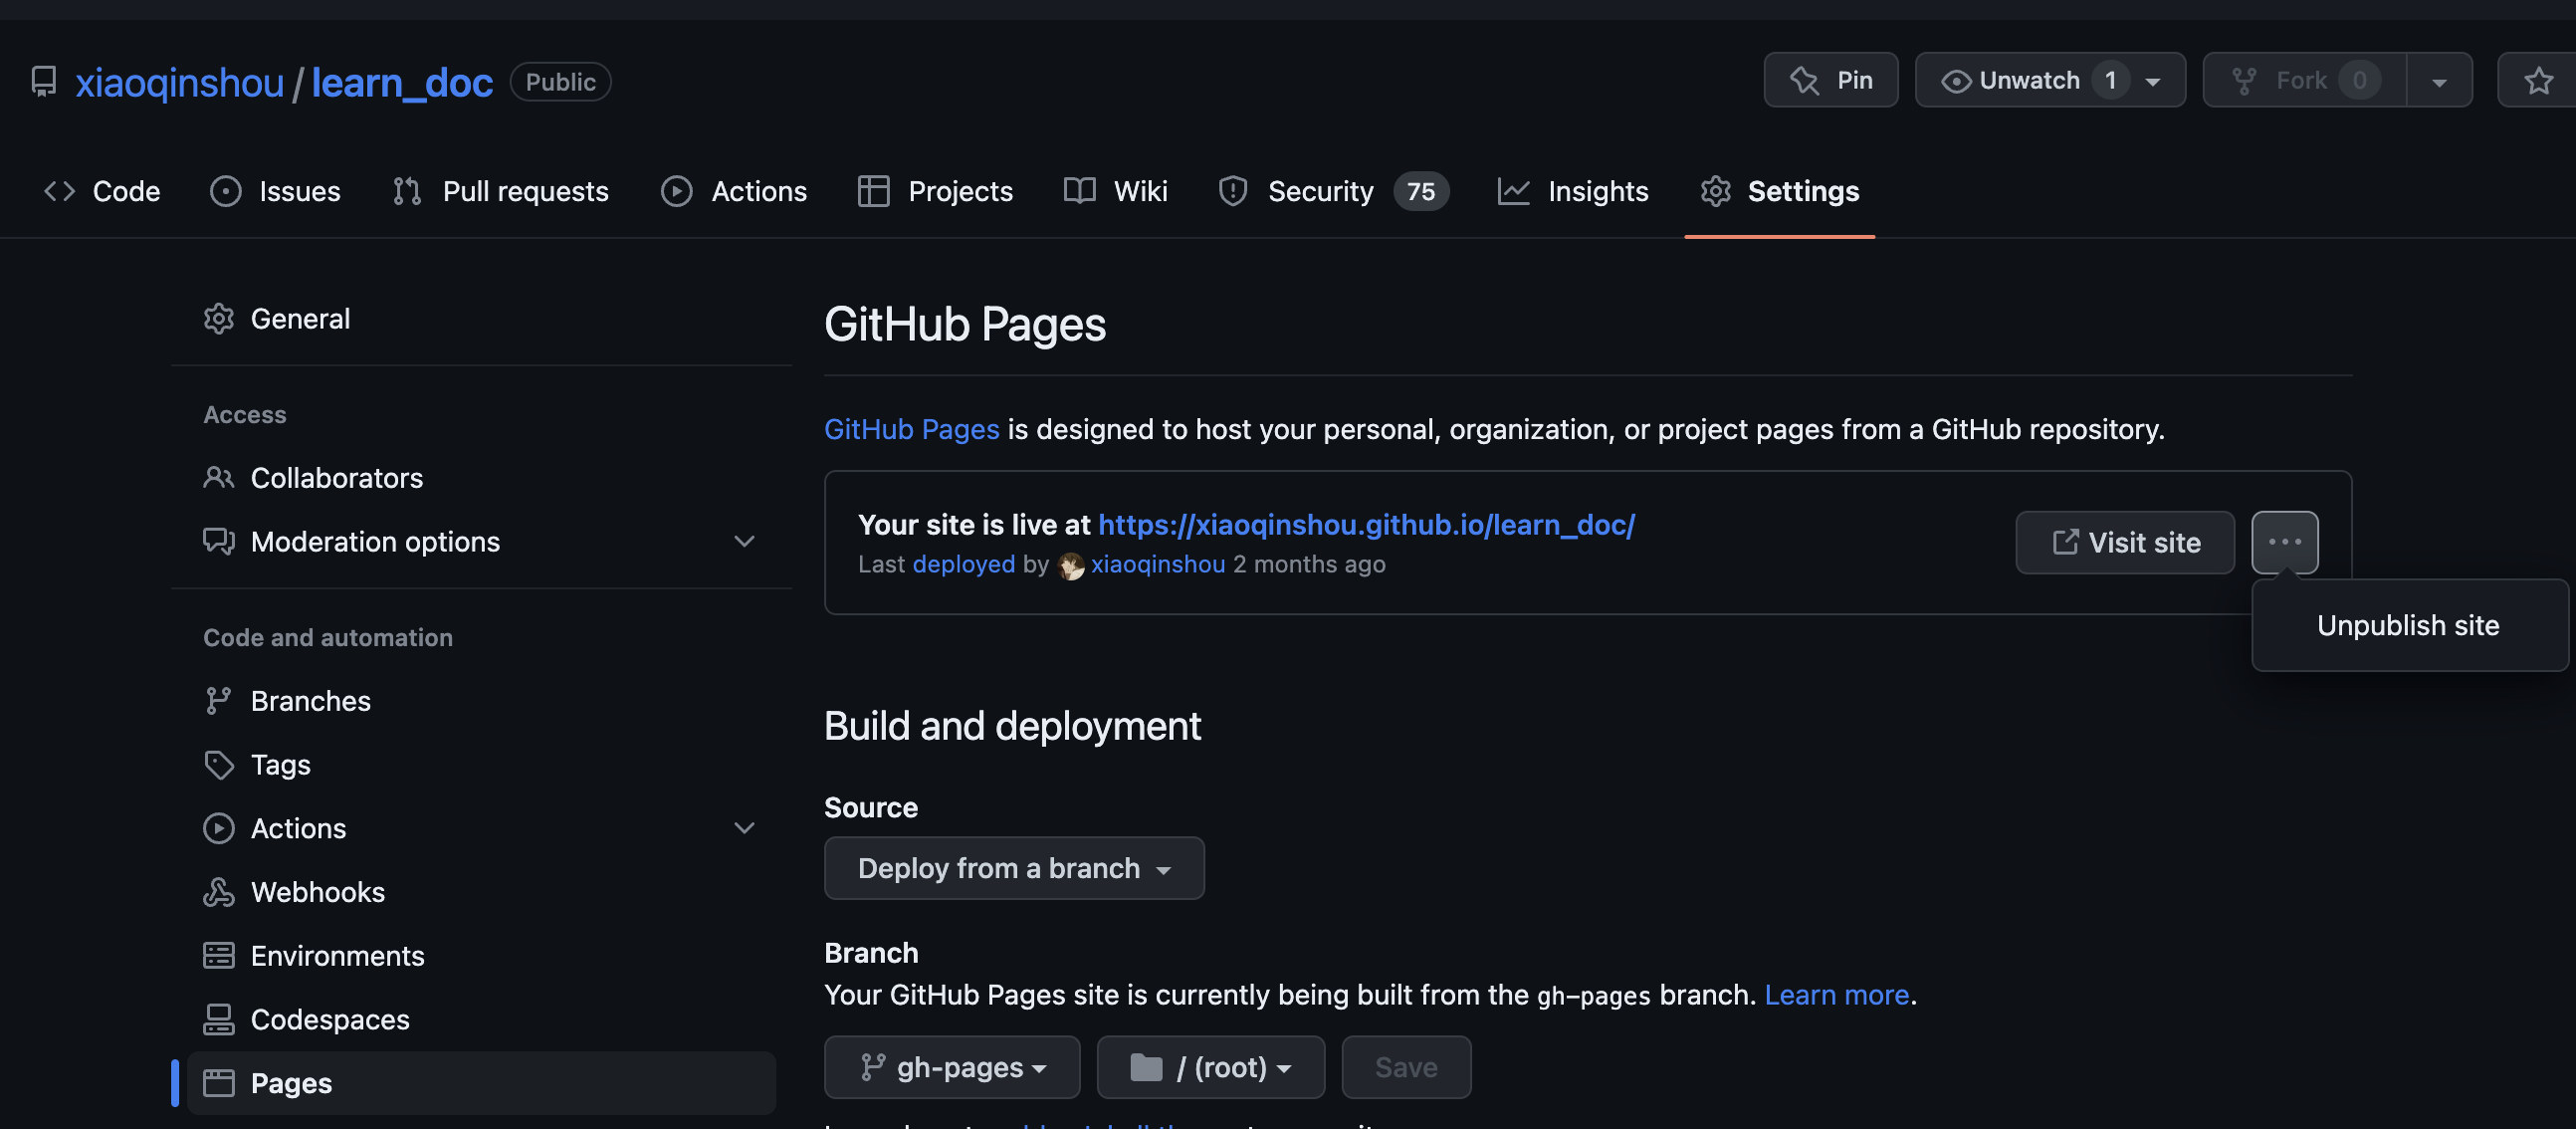 xiaoqinshou / learn_doc Public Pin Unwatch 1 Fork 0
Code Issues Pull requests Actions Projects Wiki Security 75 Insights Settings
General
Access
Collaborators
Moderation options
Code and automation
Branches
Tags
Actions
Webhooks
Environments
Codespaces
Pages
GitHub Pages
GitHub Pages is designed to host your personal, organization, or project pages from a GitHub repository.
Your site is live at https://xiaoqinshou.github.io/learn_doc/
Last deployed by xiaoqinshou 2 months ago
Visit site
Unpublish site
Build and deployment
Source
Deploy from a branch
Branch
Your GitHub Pages site is currently being built from the gh-pages branch. Learn more.
gh-pages / (root) Save